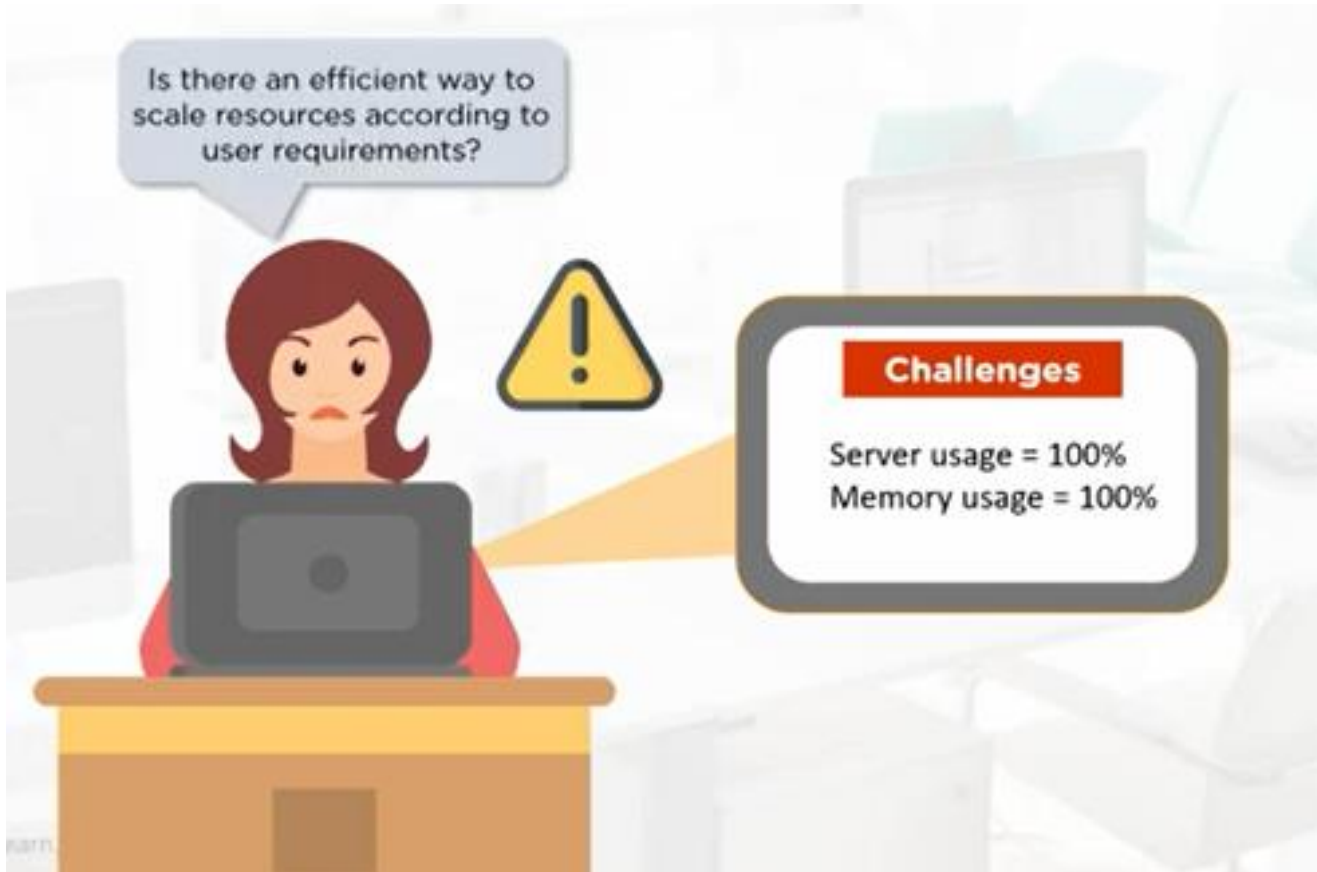 Is there an efficient way to
scale resources according to
user requirements?
Challenges
Server usage = 100%
Memory usage = 100%